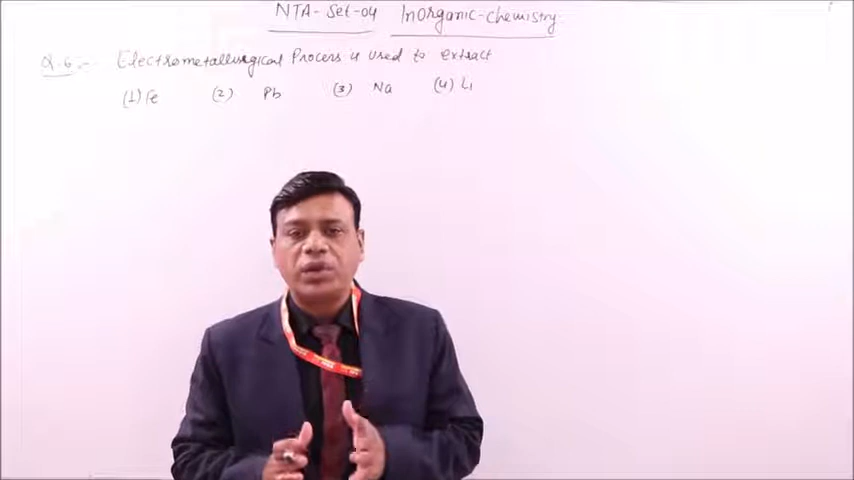 NTA-Set-04 Inorganic-Chemistry
Q.6:- Electrometallurgical Process is used to extract
(1) Fe (2) Pb (3) Na (4) Li